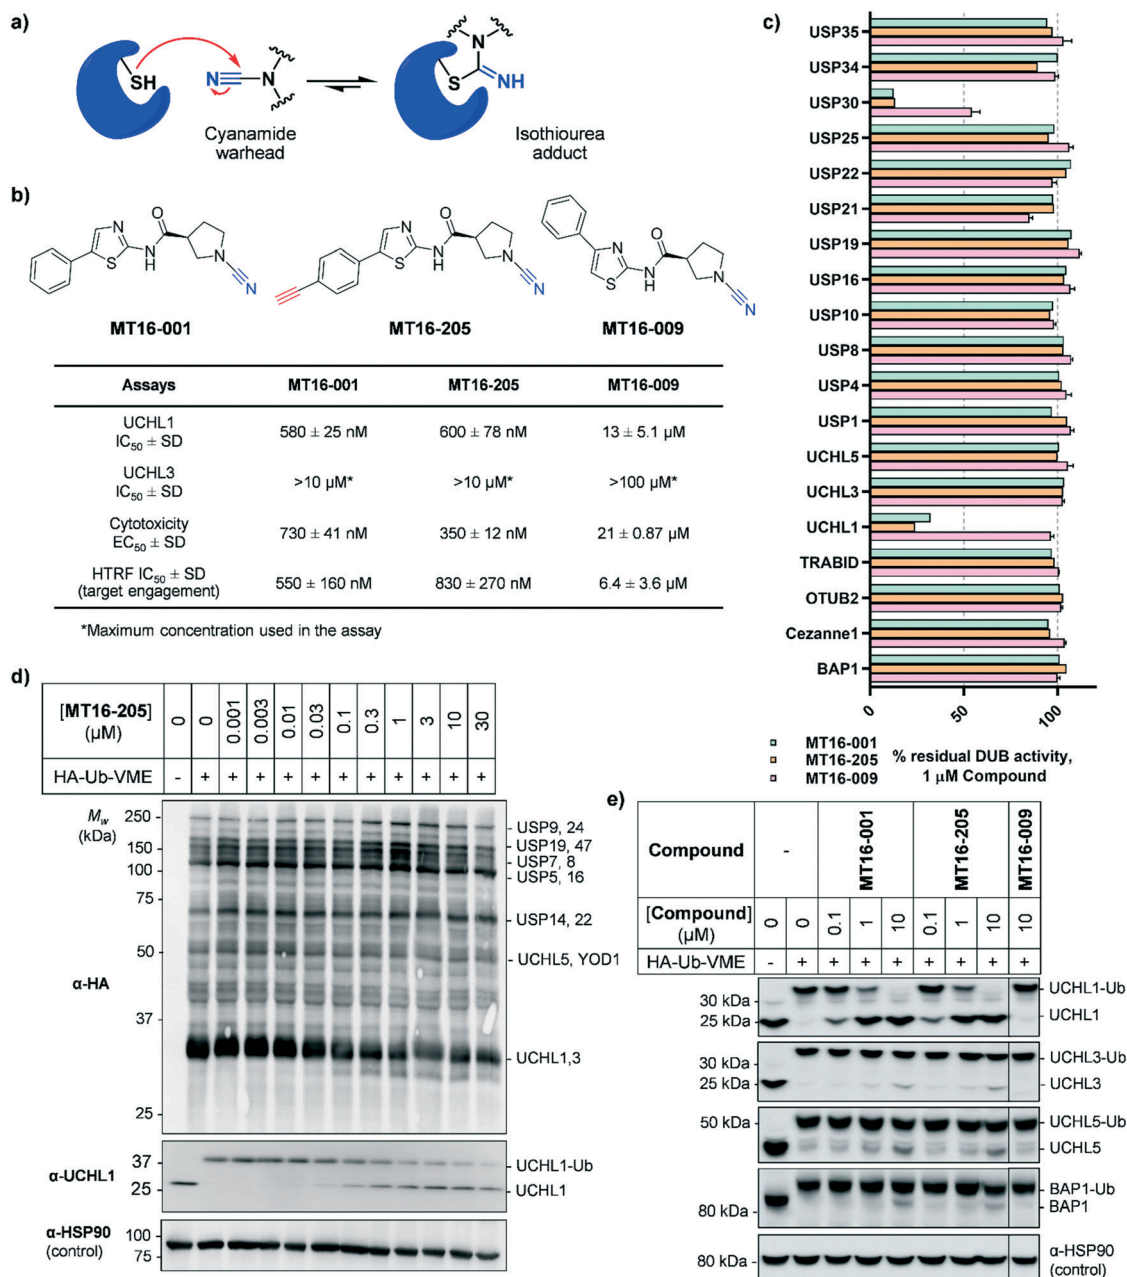 a)
SH
N
N
Cyanamide
warhead
N
S
NH
Isothiourea
adduct
b)
O
N
S
N
H
N
N
MT16-001
O
N
S
N
H
N
N
MT16-205
O
N
S
NH
N
N
MT16-009
Assays MT16-001 MT16-205 MT16-009
UCHL1
IC50 ± SD
580 ± 25 nM 600 ± 78 nM 13 ± 5.1 µM
UCHL3
IC50 ± SD
>10 µM* >10 µM* >100 µM*
Cytotoxicity
EC50 ± SD
730 ± 41 nM 350 ± 12 nM 21 ± 0.87 µM
HTRF IC50 ± SD
(target engagement)
550 ± 160 nM 830 ± 270 nM 6.4 ± 3.6 µM
*Maximum concentration used in the assay
c)
USP35
USP34
USP30
USP25
USP22
USP21
USP19
USP16
USP10
USP8
USP4
USP1
UCHL5
UCHL3
UCHL1
TRABID
OTUB2
Cezanne1
BAP1
0 50 100
MT16-001
MT16-205
MT16-009
% residual DUB activity,
1 µM Compound
d)
[MT16-205]
(µM)
0 0 0.001 0.003 0.01 0.03 0.1 0.3 1 3 10 30
HA-Ub-VME - + + + + + + + + + + +
Mw
(kDa)
250
150
100
75
50
37
25
α-HA
USP9, 24
USP19, 47
USP7, 8
USP5, 16
USP14, 22
UCHL5, YOD1
UCHL1,3
α-UCHL1
37
25
UCHL1-Ub
UCHL1
α-HSP90
(control)
100
75
e)
Compound - MT16-001 MT16-205 MT16-009
[Compound]
(µM)
0 0 0.1 1 10 0.1 1 10 10
HA-Ub-VME - + + + + + + + +
30 kDa
25 kDa
UCHL1-Ub
UCHL1
30 kDa
25 kDa
UCHL3-Ub
UCHL3
50 kDa
UCHL5-Ub
UCHL5
80 kDa
BAP1-Ub
BAP1
80 kDa
α-HSP90
(control)